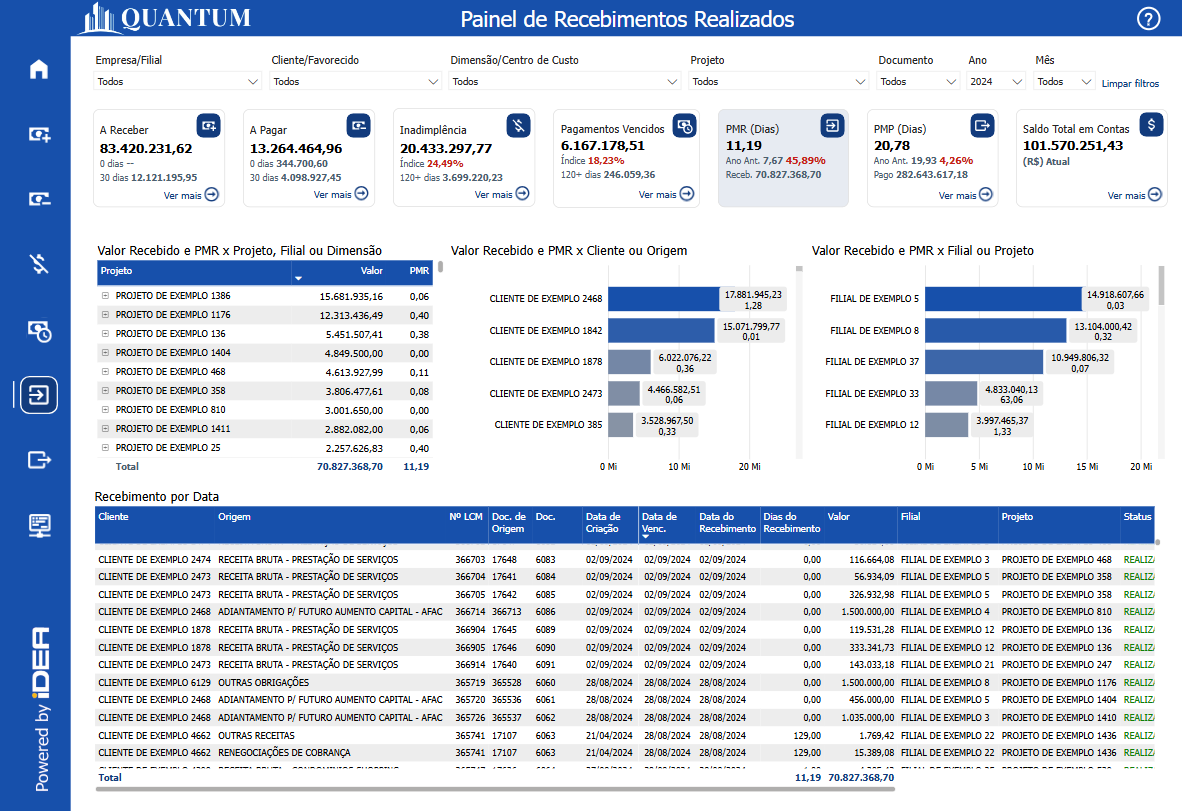 QUANTUM
Painel de Recebimentos Realizados
?
Empresa/Filial
Todos
Cliente/Favorecido
Todos
Dimensão/Centro de Custo
Todos
Projeto
Todos
Documento
Todos
Ano
2024
Mês
Todos
Limpar filtros
A Receber
83.420.231,62
0 dias --
30 dias 12.121.195,95
Ver mais
A Pagar
13.264.464,96
0 dias 344.700,60
30 dias 4.098.927,45
Ver mais
Inadimplência
20.433.297,77
Índice 24,49%
120+ dias 3.699.220,23
Ver mais
Pagamentos Vencidos
6.167.178,51
Índice 18,23%
120+ dias 246.059,36
Ver mais
PMR (Dias)
11,19
Ano Ant. 7,67 45,89%
Receb. 70.827.368,70
PMP (Dias)
20,78
Ano Ant. 19,93 4,26%
Pago 282.643.617,18
Ver mais
Saldo Total em Contas
101.570.251,43
(R$) Atual
$
Ver mais
Valor Recebido e PMR x Projeto, Filial ou Dimensão
Projeto Valor PMR
PROJETO DE EXEMPLO 1386 15.681.935,16 0,06
PROJETO DE EXEMPLO 1176 12.313.436,49 0,40
PROJETO DE EXEMPLO 136 5.451.507,41 0,38
PROJETO DE EXEMPLO 1404 4.849.500,00 0,00
PROJETO DE EXEMPLO 468 4.613.927,99 0,11
PROJETO DE EXEMPLO 358 3.806.477,61 0,08
PROJETO DE EXEMPLO 810 3.001.650,00 0,00
PROJETO DE EXEMPLO 1411 2.882.082,00 0,06
PROJETO DE EXEMPLO 25 2.257.626,83 0,40
Total 70.827.368,70 11,19
Valor Recebido e PMR x Cliente ou Origem
CLIENTE DE EXEMPLO 2468 17.881.945,23
1,28
CLIENTE DE EXEMPLO 1842 15.071.799,77
0,01
CLIENTE DE EXEMPLO 1878 6.022.076,22
0,36
CLIENTE DE EXEMPLO 2473 4.466.582,51
0,06
CLIENTE DE EXEMPLO 385 3.528.967,50
0,33
0 Mi 10 Mi 20 Mi
Valor Recebido e PMR x Filial ou Projeto
FILIAL DE EXEMPLO 5 14.918.607,66
0,03
FILIAL DE EXEMPLO 8 13.104.000,42
0,32
FILIAL DE EXEMPLO 37 10.949.806,32
0,07
FILIAL DE EXEMPLO 33 4.833.040,13
63,06
FILIAL DE EXEMPLO 12 3.997.465,37
1,33
0 Mi 5 Mi 10 Mi 15 Mi 20 Mi
Recebimento por Data
Cliente Origem Nº LCM Doc. de Origem Doc. Data de Criação Data de Venc. Data do Recebimento Dias do Recebimento Valor Filial Projeto Status
CLIENTE DE EXEMPLO 2474 RECEITA BRUTA - PRESTAÇÃO DE SERVIÇOS 366703 17648 6083 02/09/2024 02/09/2024 02/09/2024 0,00 116.664,08 FILIAL DE EXEMPLO 3 PROJETO DE EXEMPLO 468 REALIZA
CLIENTE DE EXEMPLO 2473 RECEITA BRUTA - PRESTAÇÃO DE SERVIÇOS 366704 17641 6084 02/09/2024 02/09/2024 02/09/2024 0,00 56.934,09 FILIAL DE EXEMPLO 5 PROJETO DE EXEMPLO 358 REALIZA
CLIENTE DE EXEMPLO 2473 RECEITA BRUTA - PRESTAÇÃO DE SERVIÇOS 366705 17642 6085 02/09/2024 02/09/2024 02/09/2024 0,00 326.932,98 FILIAL DE EXEMPLO 5 PROJETO DE EXEMPLO 358 REALIZA
CLIENTE DE EXEMPLO 2468 ADIANTAMENTO P/ FUTURO AUMENTO CAPITAL - AFAC 366714 366713 6086 02/09/2024 02/09/2024 02/09/2024 0,00 1.500.000,00 FILIAL DE EXEMPLO 4 PROJETO DE EXEMPLO 810 REALIZA
CLIENTE DE EXEMPLO 1878 RECEITA BRUTA - PRESTAÇÃO DE SERVIÇOS 366904 17645 6089 02/09/2024 02/09/2024 02/09/2024 0,00 119.531,28 FILIAL DE EXEMPLO 12 PROJETO DE EXEMPLO 136 REALIZA
CLIENTE DE EXEMPLO 1878 RECEITA BRUTA - PRESTAÇÃO DE SERVIÇOS 366905 17646 6090 02/09/2024 02/09/2024 02/09/2024 0,00 333.341,73 FILIAL DE EXEMPLO 12 PROJETO DE EXEMPLO 136 REALIZA
CLIENTE DE EXEMPLO 2473 RECEITA BRUTA - PRESTAÇÃO DE SERVIÇOS 366914 17640 6091 02/09/2024 02/09/2024 02/09/2024 0,00 143.033,18 FILIAL DE EXEMPLO 21 PROJETO DE EXEMPLO 247 REALIZA
CLIENTE DE EXEMPLO 6129 OUTRAS OBRIGAÇÕES 365719 365528 6060 28/08/2024 28/08/2024 28/08/2024 0,00 1.500.000,00 FILIAL DE EXEMPLO 8 PROJETO DE EXEMPLO 1176 REALIZA
CLIENTE DE EXEMPLO 2468 ADIANTAMENTO P/ FUTURO AUMENTO CAPITAL - AFAC 365720 365536 6061 28/08/2024 28/08/2024 28/08/2024 0,00 456.000,00 FILIAL DE EXEMPLO 5 PROJETO DE EXEMPLO 1404 REALIZA
CLIENTE DE EXEMPLO 2468 ADIANTAMENTO P/ FUTURO AUMENTO CAPITAL - AFAC 365726 365537 6062 28/08/2024 28/08/2024 28/08/2024 0,00 1.035.000,00 FILIAL DE EXEMPLO 3 PROJETO DE EXEMPLO 1410 REALIZA
CLIENTE DE EXEMPLO 4662 OUTRAS RECEITAS 365741 17107 6063 21/04/2024 28/08/2024 28/08/2024 129,00 1.769,42 FILIAL DE EXEMPLO 22 PROJETO DE EXEMPLO 1436 REALIZA
CLIENTE DE EXEMPLO 4662 RENEGOCIAÇÕES DE COBRANÇA 365741 17107 6063 21/04/2024 28/08/2024 28/08/2024 129,00 15.389,08 FILIAL DE EXEMPLO 22 PROJETO DE EXEMPLO 1436 REALIZA
Total 11,19 70.827.368,70
Powered by iDEA